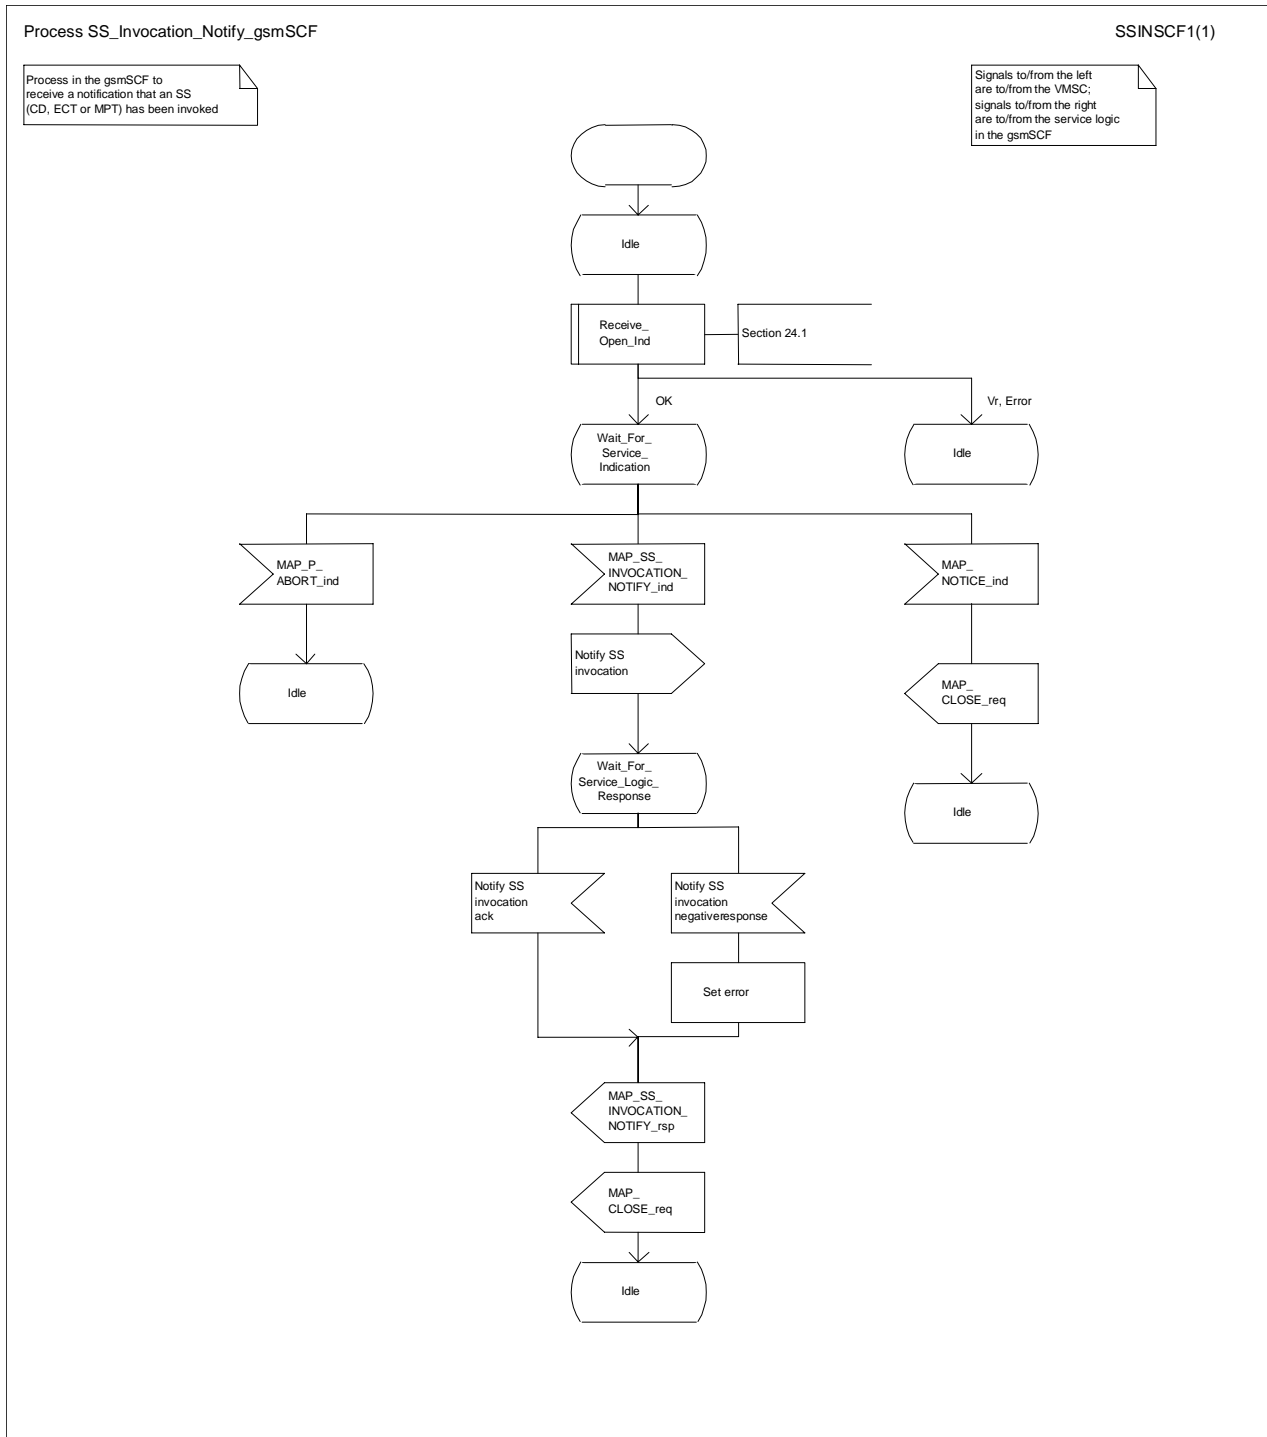 Process SS_Invocation_Notify_gsmSCF
SSINSCF1(1)
Process in the gsmSCF to
receive a notification that an SS
(CD, ECT or MPT) has been invoked
Signals to/from the left
are to/from the VMSC;
signals to/from the right
are to/from the service logic
in the gsmSCF
Idle
Receive_
Open_Ind
Section 24.1
OK
Vr, Error
Wait_For_
Service_
Indication
Idle
MAP_P_
ABORT_ind
MAP_SS_
INVOCATION_
NOTIFY_ind
MAP_
NOTICE_ind
Notify SS
invocation
Idle
MAP_
CLOSE_req
Wait_For_
Service_Logic_
Response
Idle
Notify SS
invocation
ack
Notify SS
invocation
negativeresponse
Set error
MAP_SS_
INVOCATION_
NOTIFY_rsp
MAP_
CLOSE_req
Idle